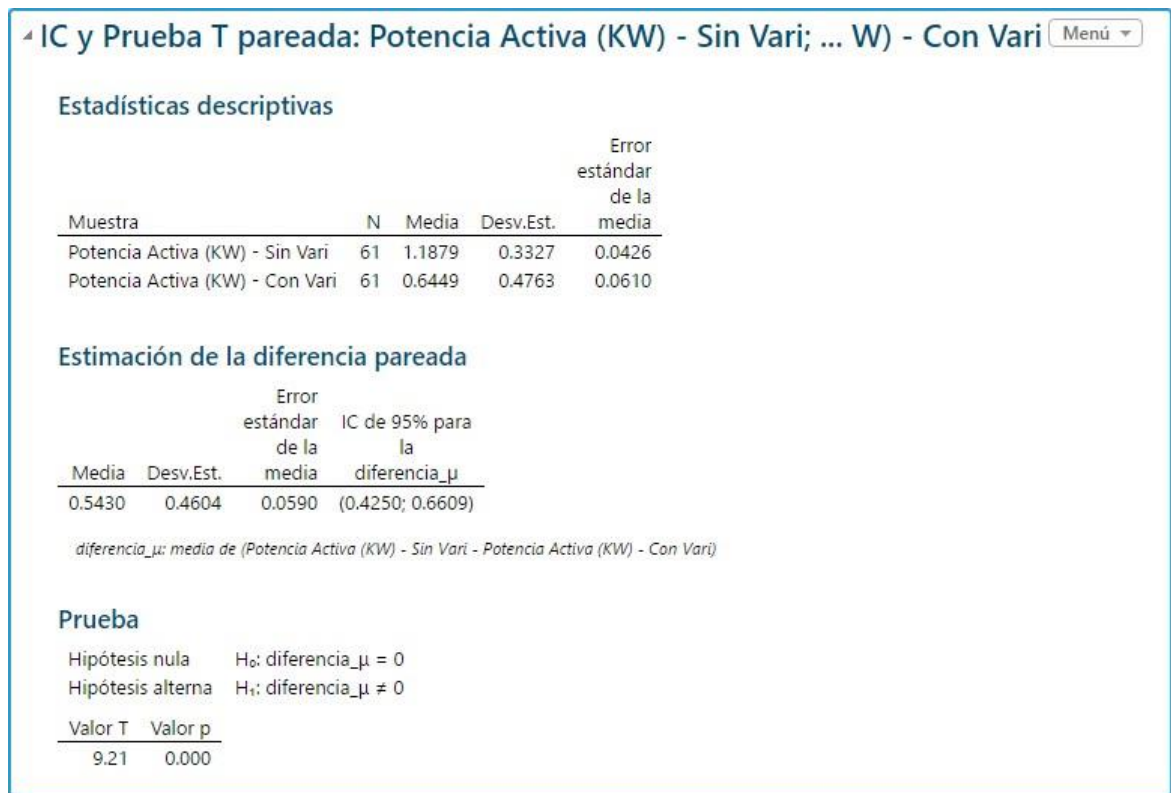 IC y Prueba T pareada: Potencia Activa (KW) - Sin Vari; ... W) - Con Vari Menú
Estadísticas descriptivas
Error
estándar
de la
Muestra N Media Desv.Est. media
Potencia Activa (KW) - Sin Vari 61 1.1879 0.3327 0.0426
Potencia Activa (KW) - Con Vari 61 0.6449 0.4763 0.0610
Estimación de la diferencia pareada
Error
estándar IC de 95% para
de la la
Media Desv.Est. media diferencia_μ
0.5430 0.4604 0.0590 (0.4250; 0.6609)
diferencia_μ: media de (Potencia Activa (KW) - Sin Vari - Potencia Activa (KW) - Con Vari)
Prueba
Hipótesis nula H₀: diferencia_μ = 0
Hipótesis alterna H₁: diferencia_μ ≠ 0
Valor T Valor p
9.21 0.000